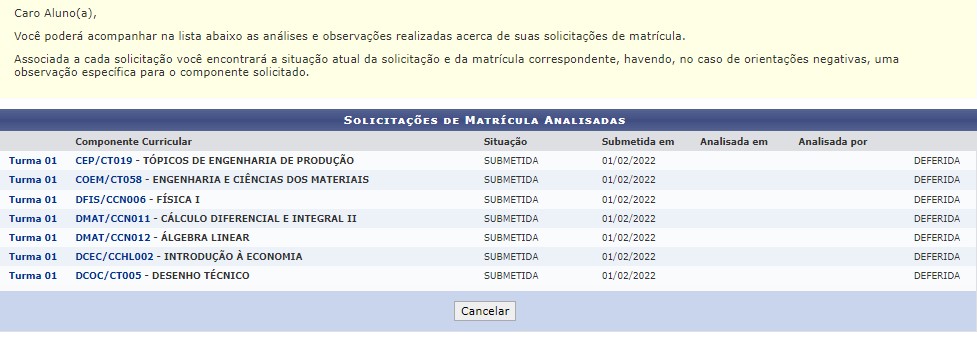 Caro Aluno(a),
Você poderá acompanhar na lista abaixo as análises e observações realizadas acerca de suas solicitações de matrícula.
Associada a cada solicitação você encontrará a situação atual da solicitação e da matrícula correspondente, havendo, no caso de orientações negativas, uma
observação específica para o componente solicitado.
Solicitações de Matrícula Analisadas
Componente Curricular Situação Submetida em Analisada em Analisada por
Turma 01 CEP/CT019 - TÓPICOS DE ENGENHARIA DE PRODUÇÃO SUBMETIDA 01/02/2022 DEFERIDA
Turma 01 COEM/CT058 - ENGENHARIA E CIÊNCIAS DOS MATERIAIS SUBMETIDA 01/02/2022 DEFERIDA
Turma 01 DFIS/CCN006 - FÍSICA I SUBMETIDA 01/02/2022 DEFERIDA
Turma 01 DMAT/CCN011 - CÁLCULO DIFERENCIAL E INTEGRAL II SUBMETIDA 01/02/2022 DEFERIDA
Turma 01 DMAT/CCN012 - ÁLGEBRA LINEAR SUBMETIDA 01/02/2022 DEFERIDA
Turma 01 DCEC/CCHL002 - INTRODUÇÃO À ECONOMIA SUBMETIDA 01/02/2022 DEFERIDA
Turma 01 DCOC/CT005 - DESENHO TÉCNICO SUBMETIDA 01/02/2022 DEFERIDA
Cancelar